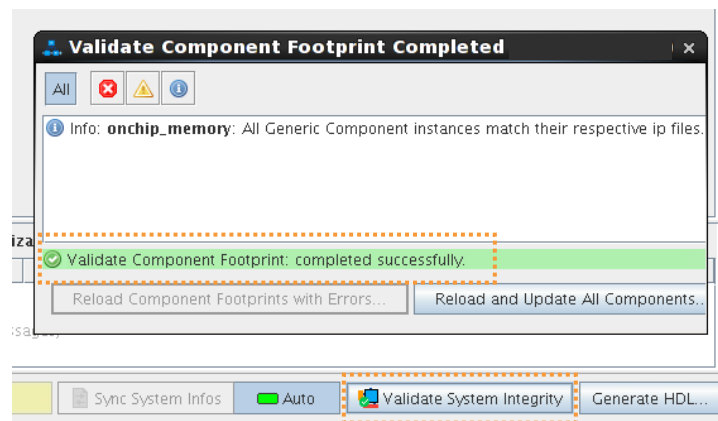 Validate Component Footprint Completed
All
Info: onchip_memory: All Generic Component instances match their respective ip files.
Validate Component Footprint: completed successfully.
Reload Component Footprints with Errors...
Reload and Update All Components..
Sync System Infos
Auto
Validate System Integrity
Generate HDL...